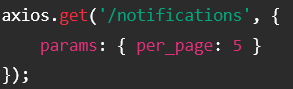 axios.get('/notifications', {
    params: { per_page: 5 }
});